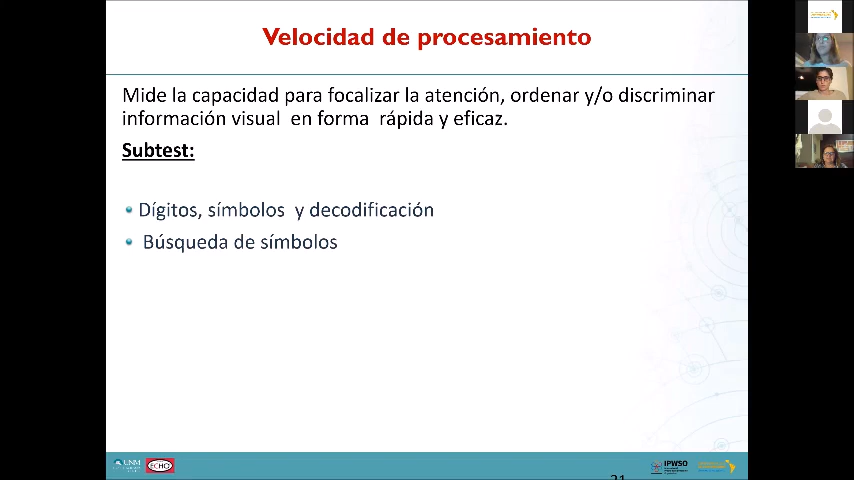 Velocidad de procesamiento
Mide la capacidad para focalizar la atención, ordenar y/o discriminar
información visual en forma rápida y eficaz.
Subtest:
Dígitos, símbolos y decodificación
Búsqueda de símbolos
UNM
ECHO
IPWSO